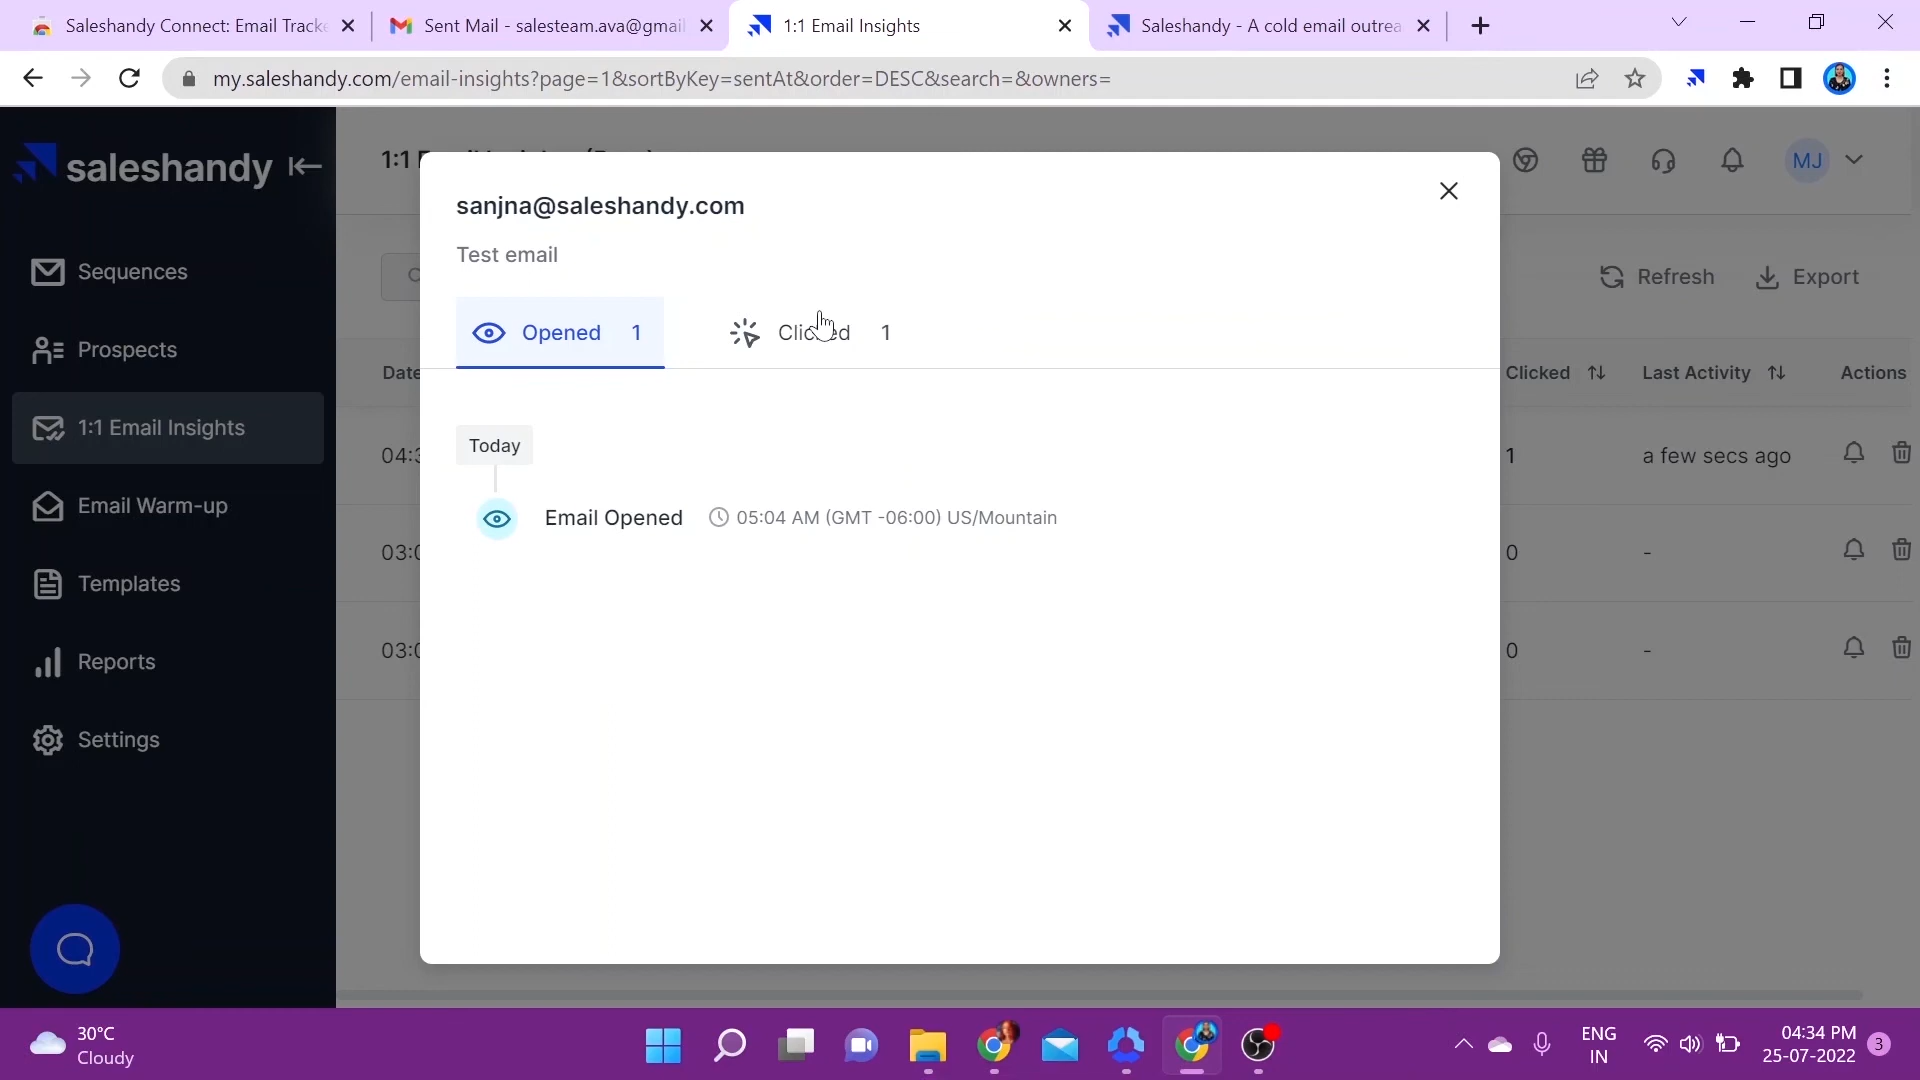 Saleshandy Connect: Email Tracke
Sent Mail - salesteam.ava@gmail
1:1 Email Insights
Saleshandy - A cold email outrea
my.saleshandy.com/email-insights?page=1&sortByKey=sentAt&order=DESC&search=&owners=
saleshandy
1:1
MJ
sanjna@saleshandy.com
Test email
Sequences
Refresh
Export
Opened 1
Clicked 1
Prospects
Date
Clicked
Last Activity
Actions
1:1 Email Insights
Today
04:3
1
a few secs ago
Email Warm-up
Email Opened
05:04 AM (GMT -06:00) US/Mountain
03:0
0
-
Templates
Reports
03:0
0
-
Settings
30°C
Cloudy
ENG
IN
04:34 PM
25-07-2022
3